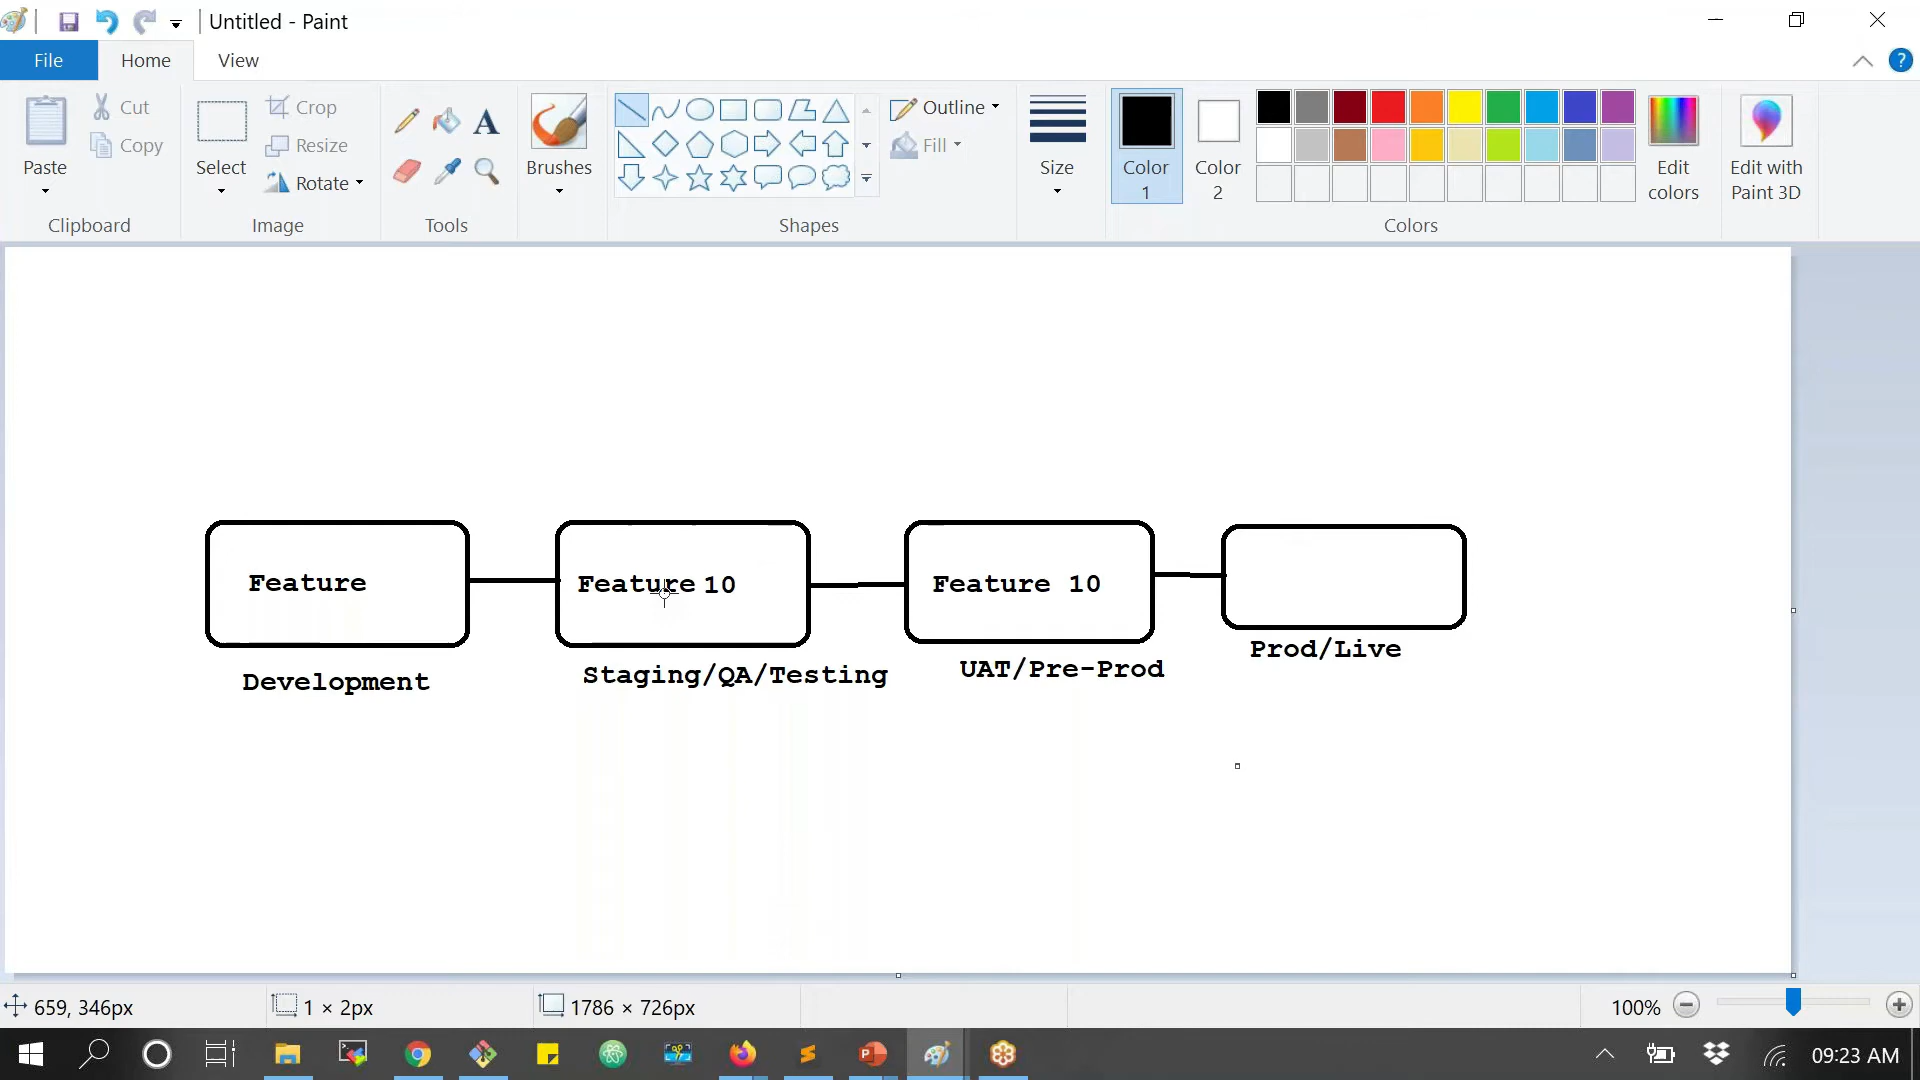 Untitled - Paint
File Home View
Cut
Copy
Paste
Clipboard
Select
Crop
Resize
Rotate
Image
A
Tools
Brushes
Shapes
Outline
Fill
Size
Color 1
Color 2
Colors
Edit colors
Edit with Paint 3D
?
Feature
Feature 10
Feature 10
Development
Staging/QA/Testing
UAT/Pre-Prod
Prod/Live
659, 346px
1 × 2px
1786 × 726px
100%
09:23 AM